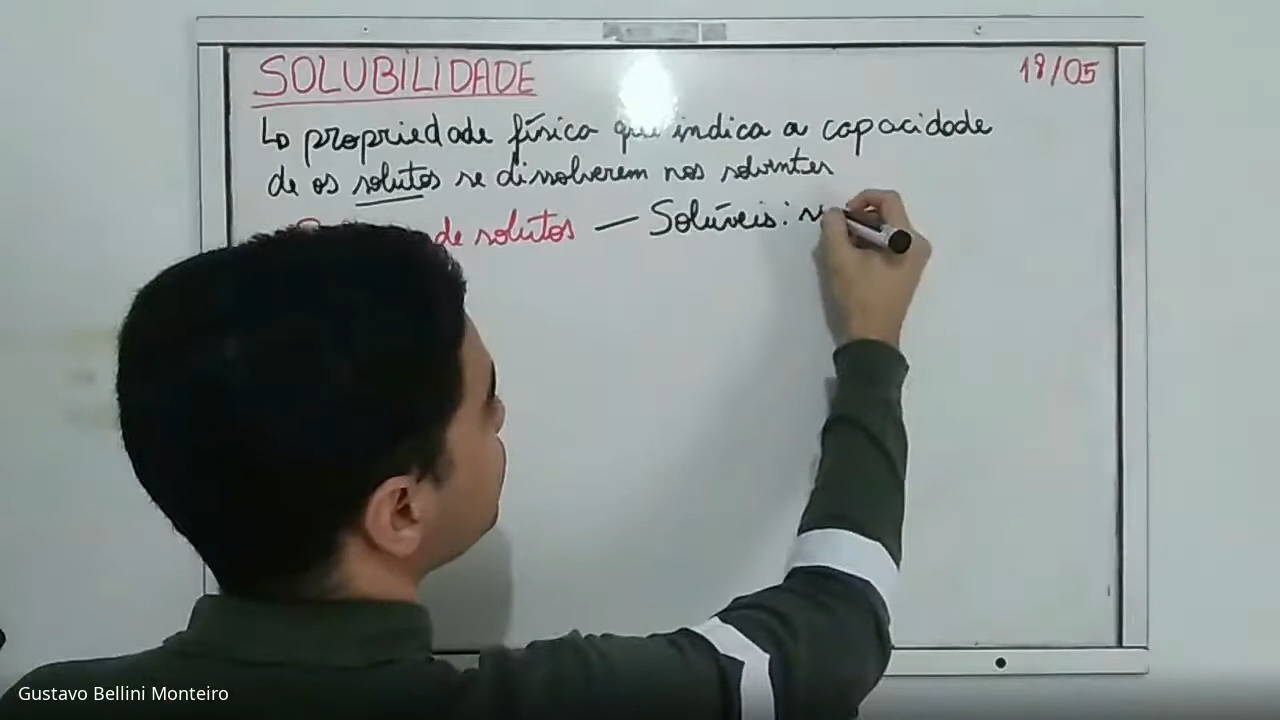 SOLUBILIDADE
18/05
↳ propriedade física que indica a capacidade
de os solutos se dissolverem nos solventes
de solutos — Solúveis:
Gustavo Bellini Monteiro